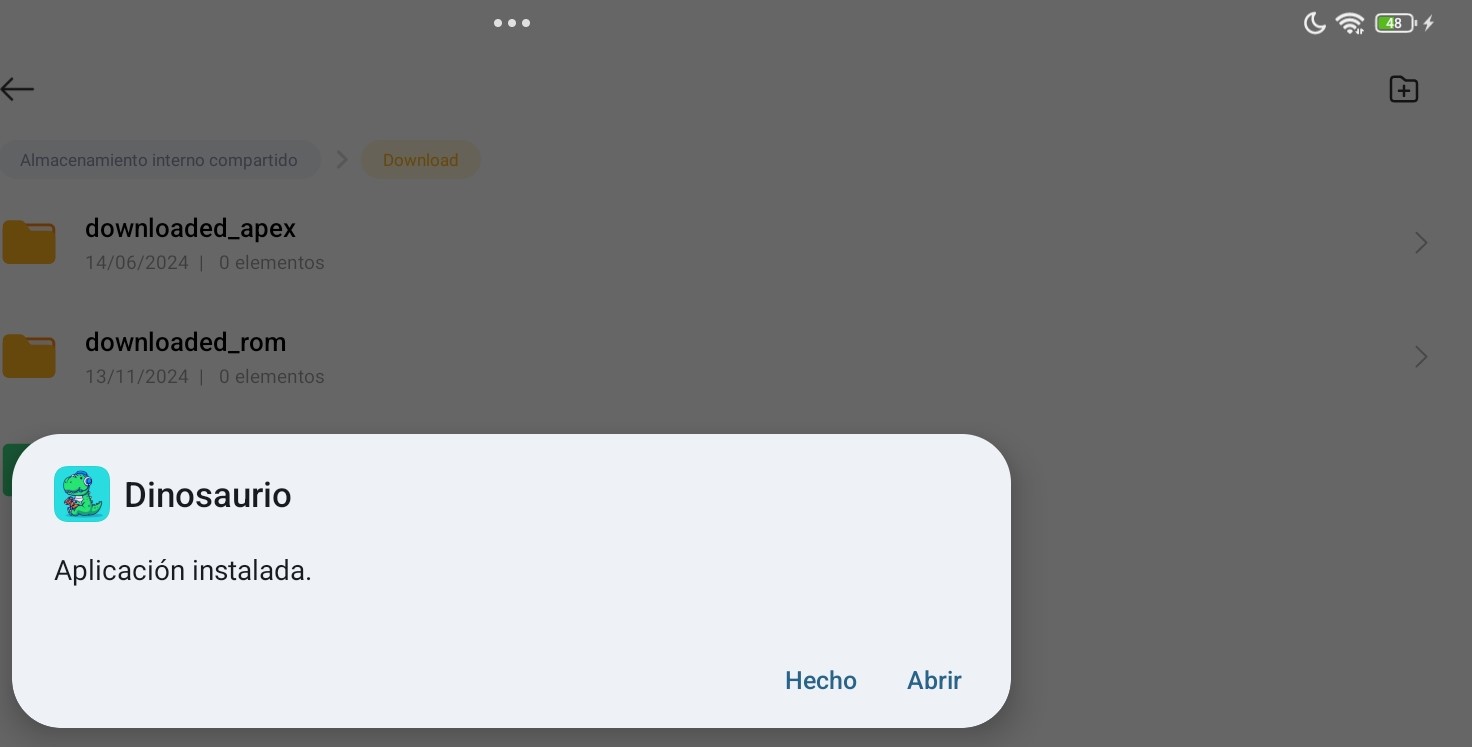 48
Almacenamiento interno compartido > Download
downloaded_apex
14/06/2024 | 0 elementos
downloaded_rom
13/11/2024 | 0 elementos
Dinosaurio
Aplicación instalada.
Hecho Abrir